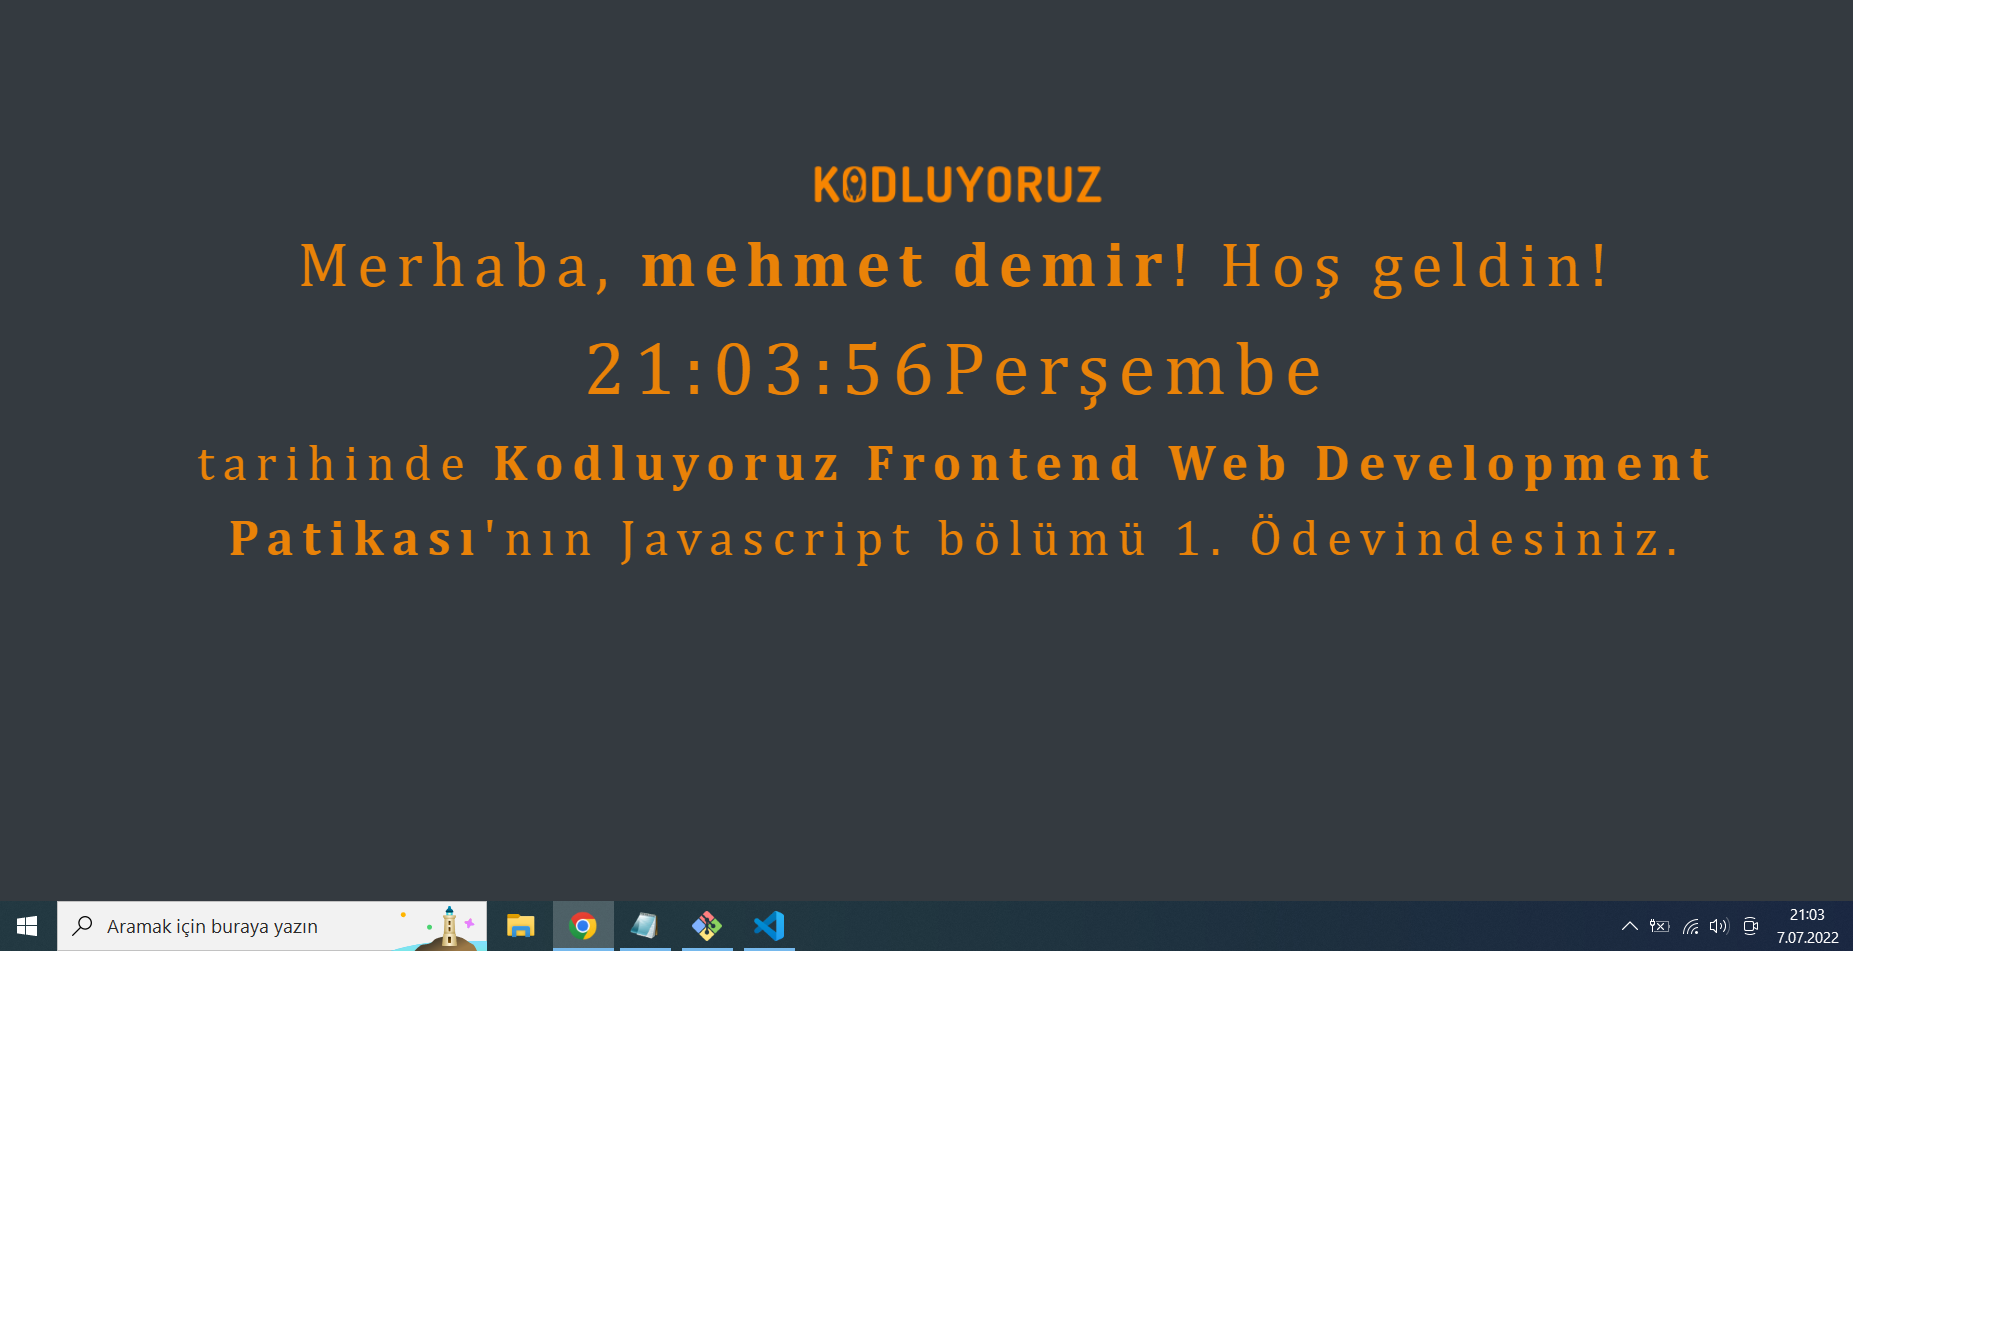 KODLUYORUZ
Merhaba, mehmet demir! Hoş geldin!
21:03:56Perşembe
tarihinde Kodluyoruz Frontend Web Development
Patikası'nın Javascript bölümü 1. Ödevindesiniz.
Aramak için buraya yazın
21:03
7.07.2022